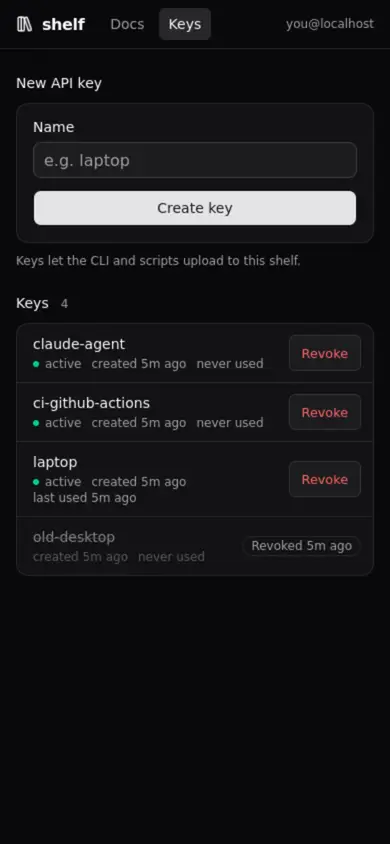 shelf Docs Keys you@localhost
New API key
Name
e.g. laptop
Create key
Keys let the CLI and scripts upload to this shelf.
Keys 4
claude-agent
active created 5m ago never used
Revoke
ci-github-actions
active created 5m ago never used
Revoke
laptop
active created 5m ago
last used 5m ago
Revoke
old-desktop
created 5m ago never used
Revoked 5m ago